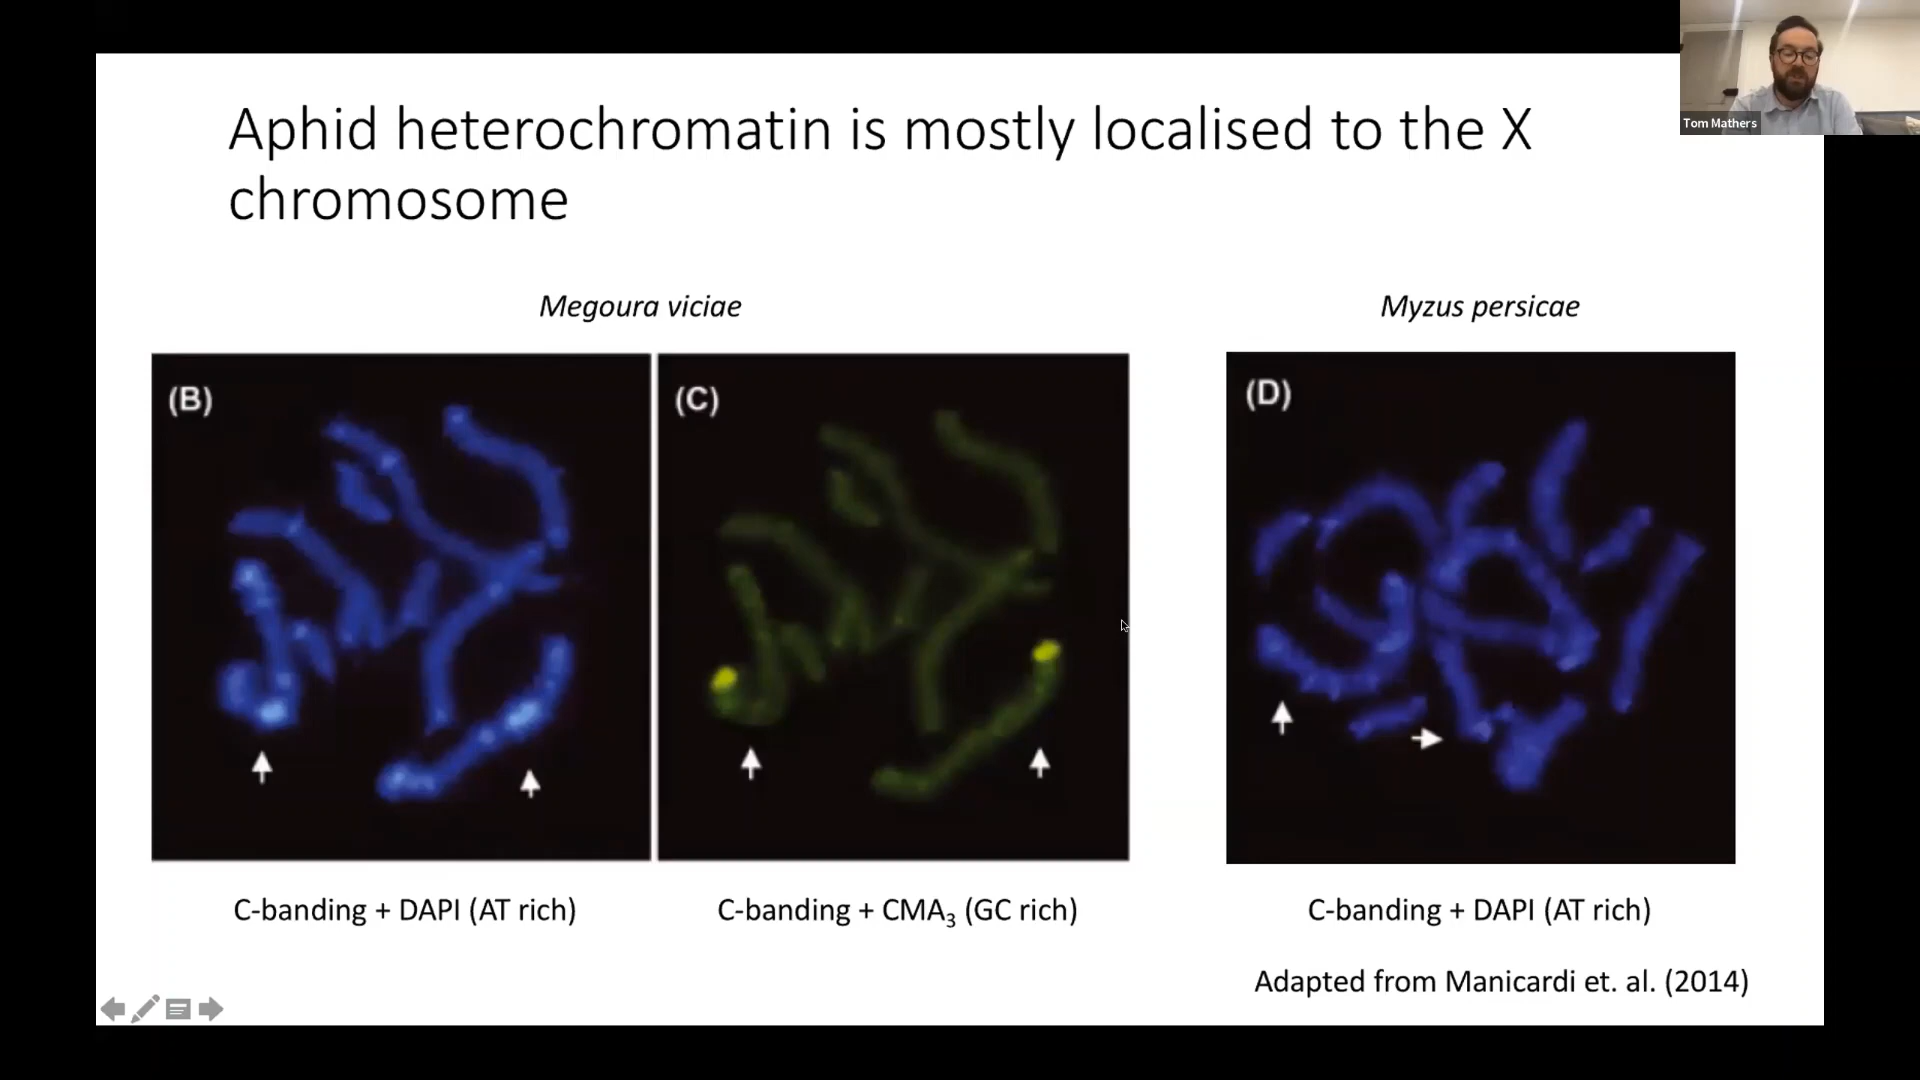 Tom Mathers
Aphid heterochromatin is mostly localised to the X
chromosome
Megoura viciae
Myzus persicae
(B)
(C)
(D)
C-banding + DAPI (AT rich)
C-banding + CMA₃ (GC rich)
C-banding + DAPI (AT rich)
Adapted from Manicardi et. al. (2014)